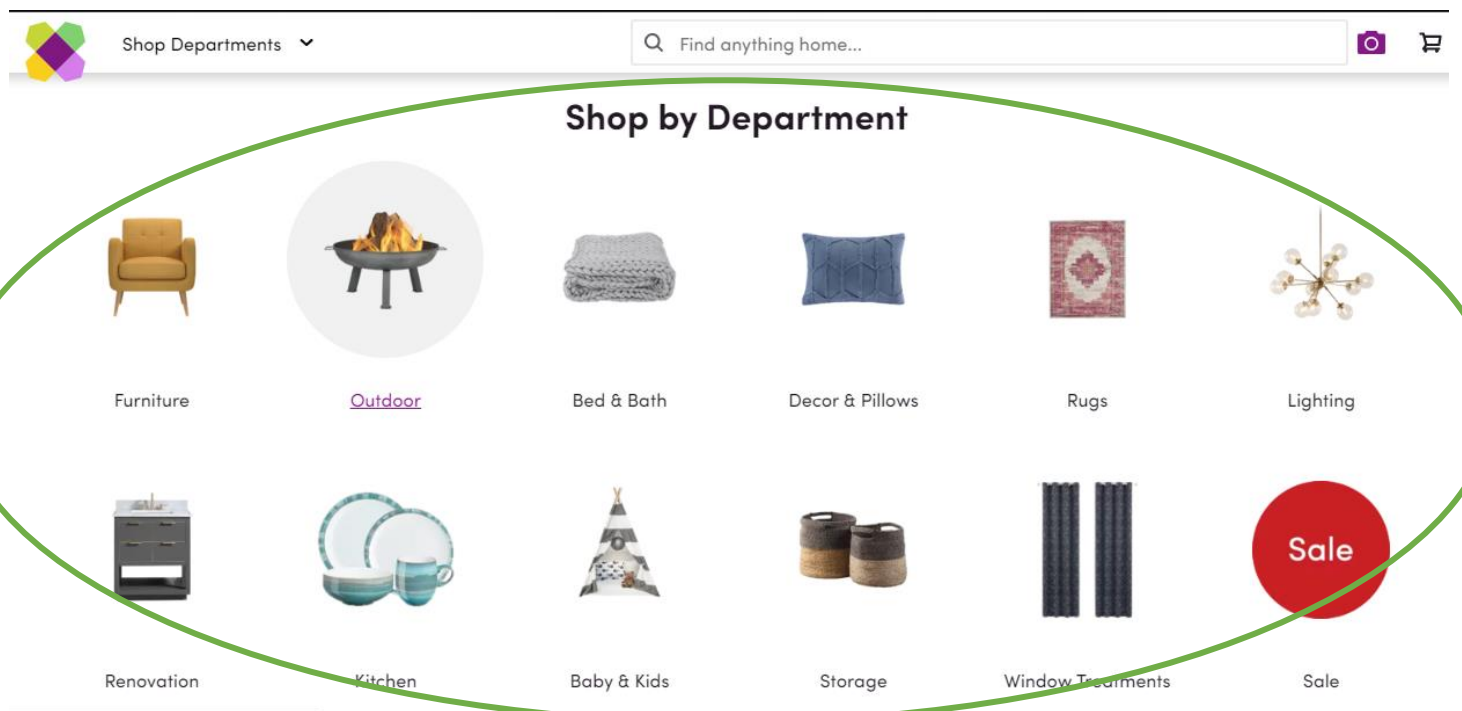 Shop Departments
Find anything home...
Shop by Department
Furniture
Outdoor
Bed & Bath
Decor & Pillows
Rugs
Lighting
Sale
Renovation
Kitchen
Baby & Kids
Storage
Window Treatments
Sale